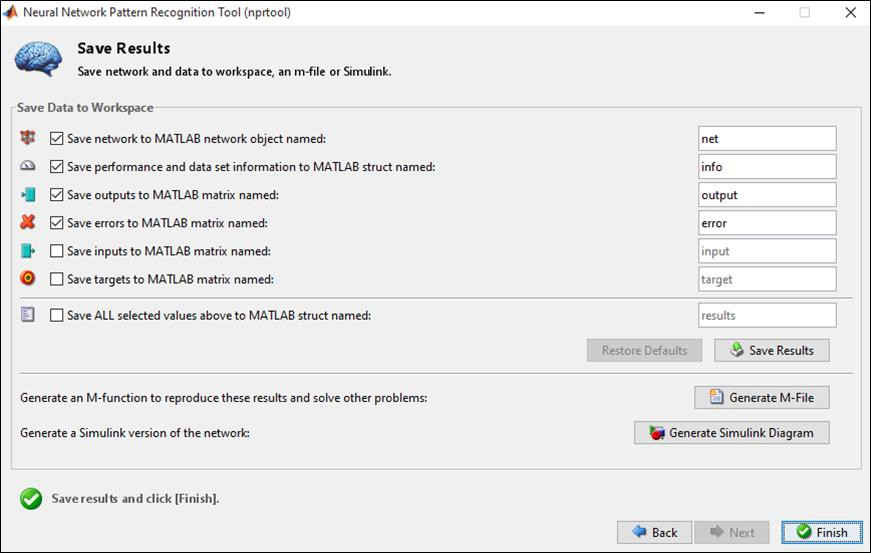 Neural Network Pattern Recognition Tool (nprtool)
Save Results
Save network and data to workspace, an m-file or Simulink.
Save Data to Workspace
Save network to MATLAB network object named: net
Save performance and data set information to MATLAB struct named: info
Save outputs to MATLAB matrix named: output
Save errors to MATLAB matrix named: error
Save inputs to MATLAB matrix named: input
Save targets to MATLAB matrix named: target
Save ALL selected values above to MATLAB struct named: results
Restore Defaults Save Results
Generate an M-function to reproduce these results and solve other problems: Generate M-File
Generate a Simulink version of the network: Generate Simulink Diagram
Save results and click [Finish].
Back Next Finish